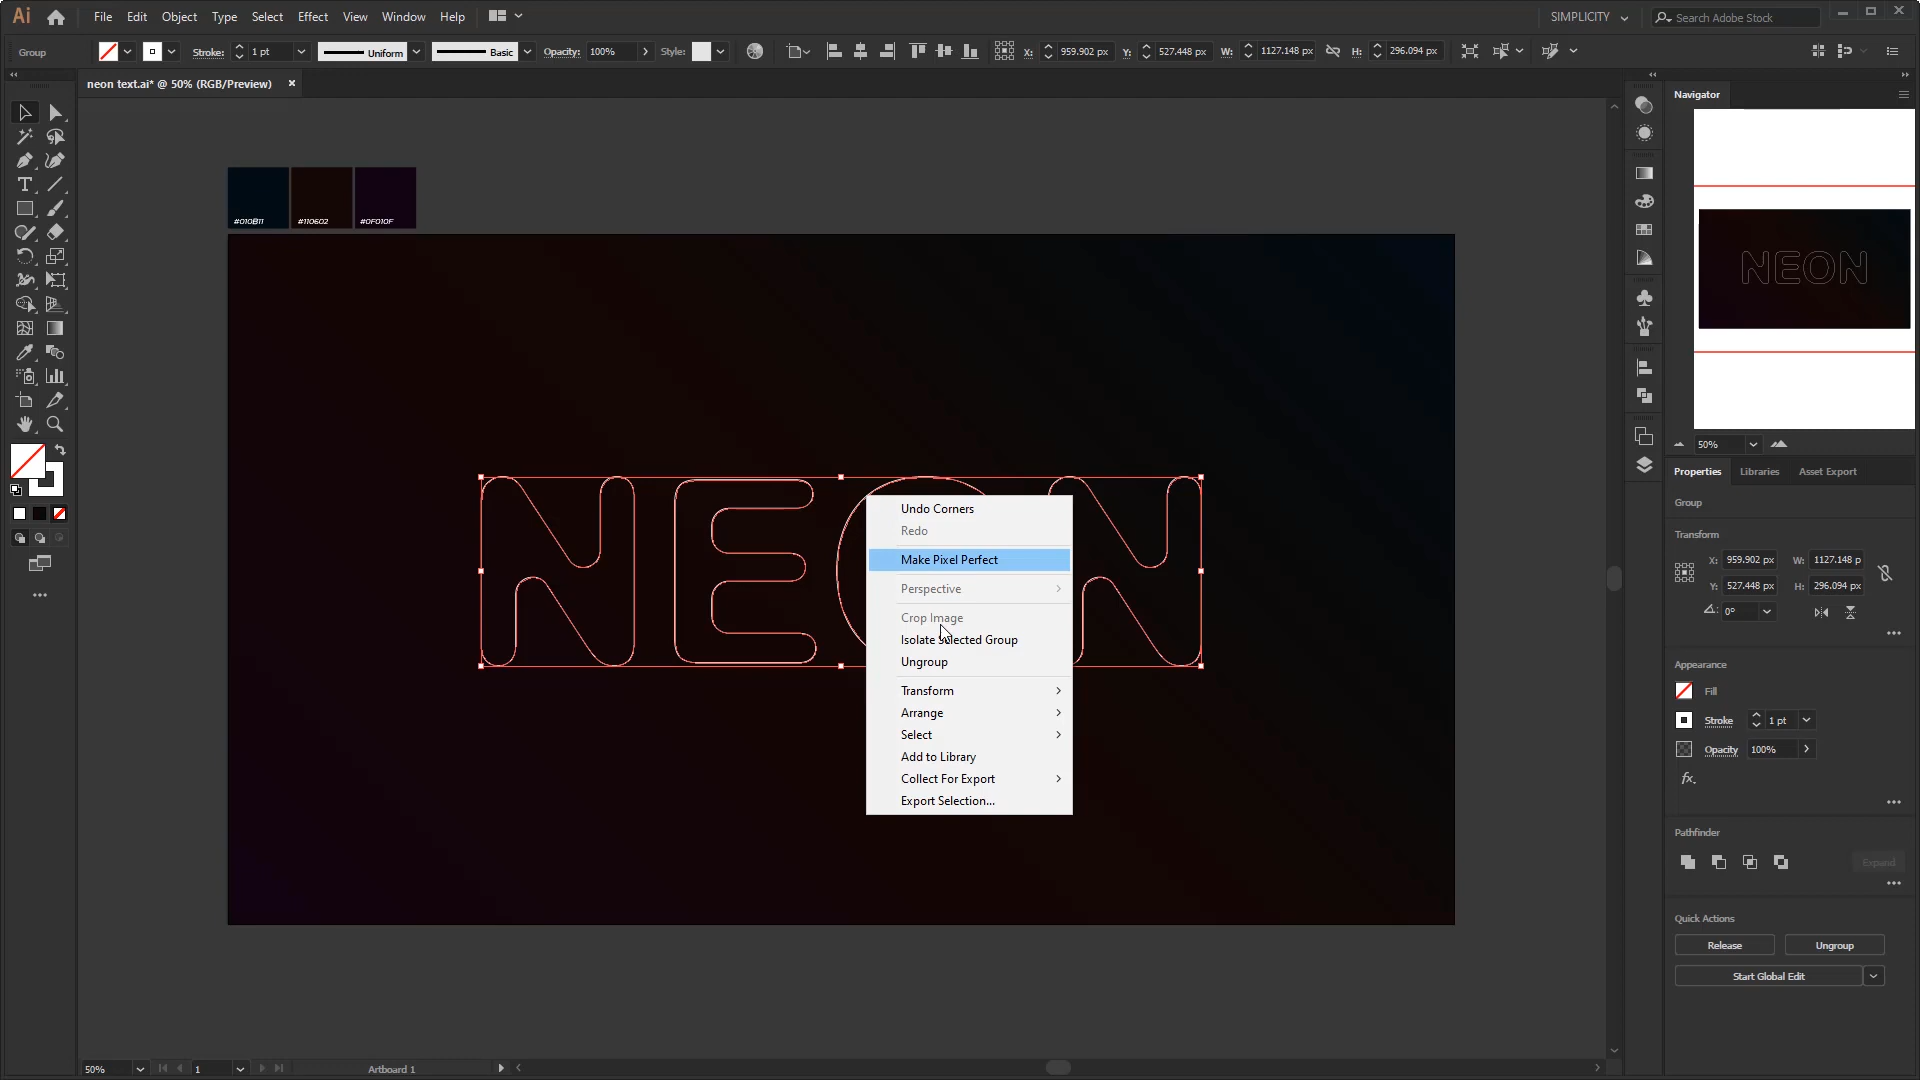 Ai File Edit Object Type Select Effect View Window Help SIMPLICITY Search Adobe Stock
Group Stroke: 1 pt Uniform Basic Opacity: 100% Style: X: 959.902 px Y: 527.448 px W: 1127.148 px H: 296.094 px
neon text.ai* @ 50% (RGB/Preview)
#010B11 #110602 #0F010F
NEON
Undo Corners
Redo
Make Pixel Perfect
Perspective
Crop Image
Isolate Selected Group
Ungroup
Transform
Arrange
Select
Add to Library
Collect For Export
Export Selection...
Navigator
NEON
50%
Properties Libraries Asset Export
Group
Transform
X: 959.902 px W: 1127.148 p
Y: 527.448 px H: 296.094 px
0°
Appearance
Fill
Stroke 1 pt
Opacity 100%
fx.
Pathfinder
Expand
Quick Actions
Release Ungroup
Start Global Edit
50% 1 Artboard 1